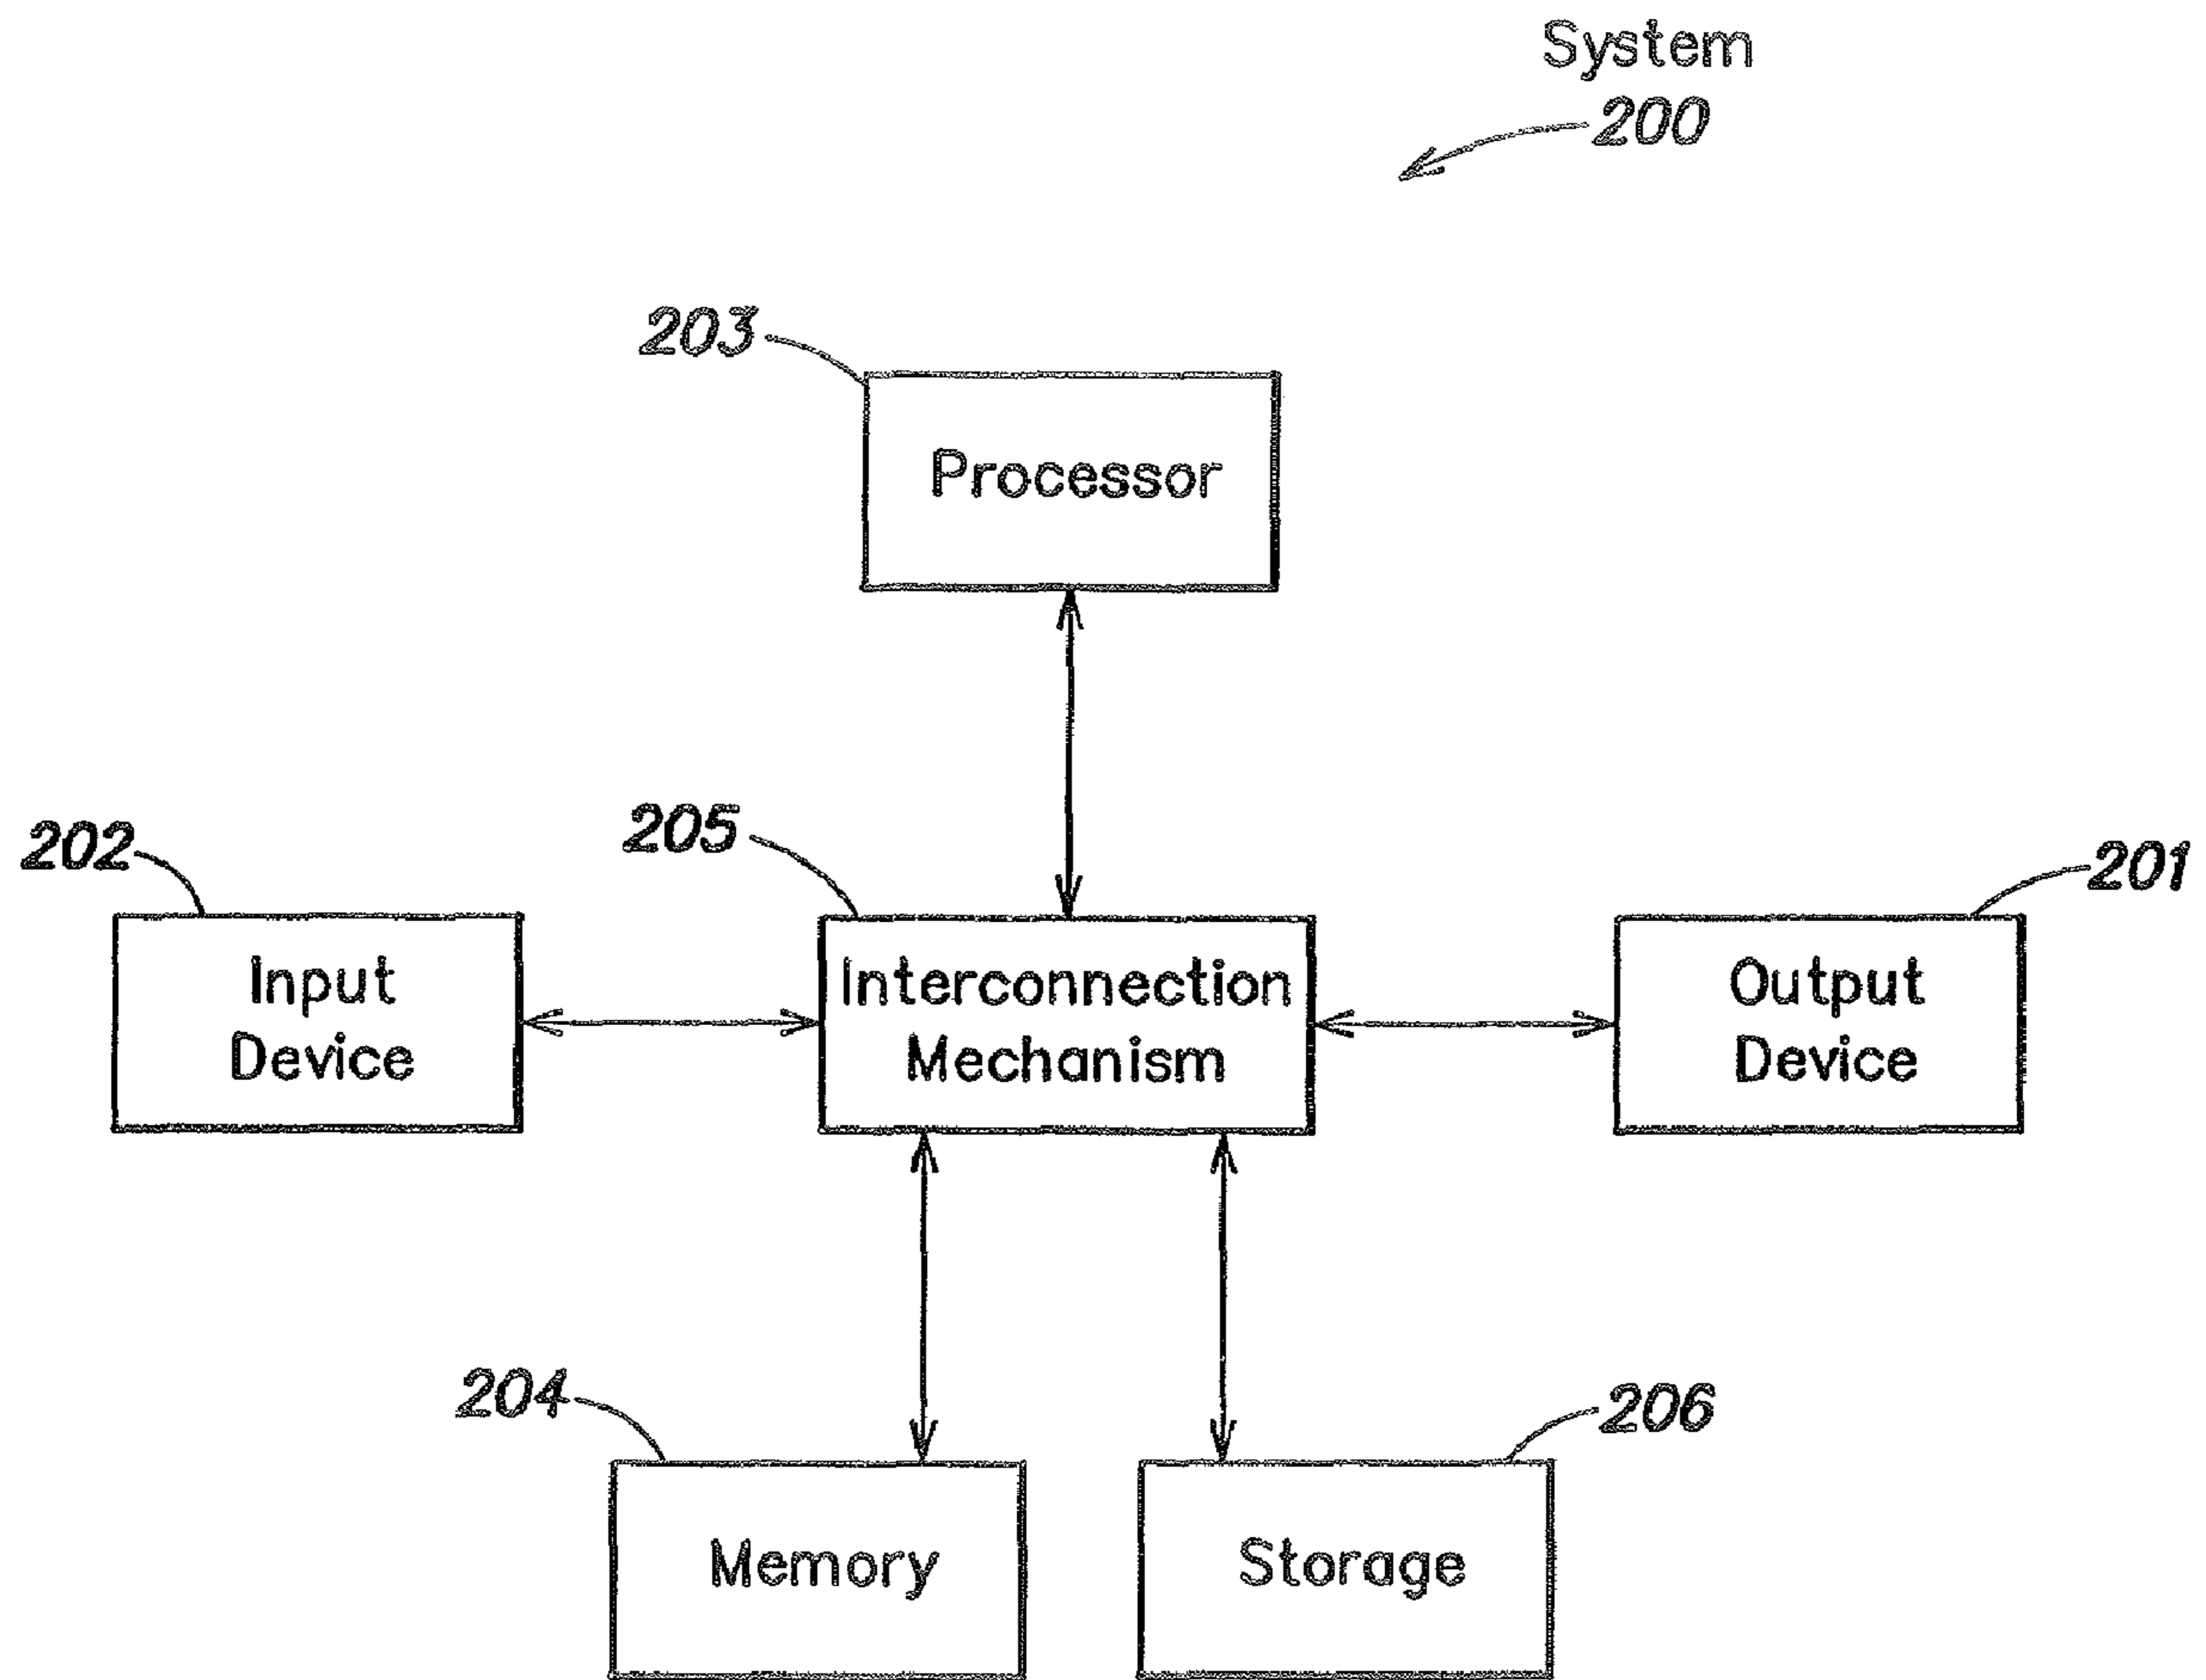 System
200
203
Processor
202
205
201
Input
Device
Interconnection
Mechanism
Output
Device
204
206
Memory
Storage